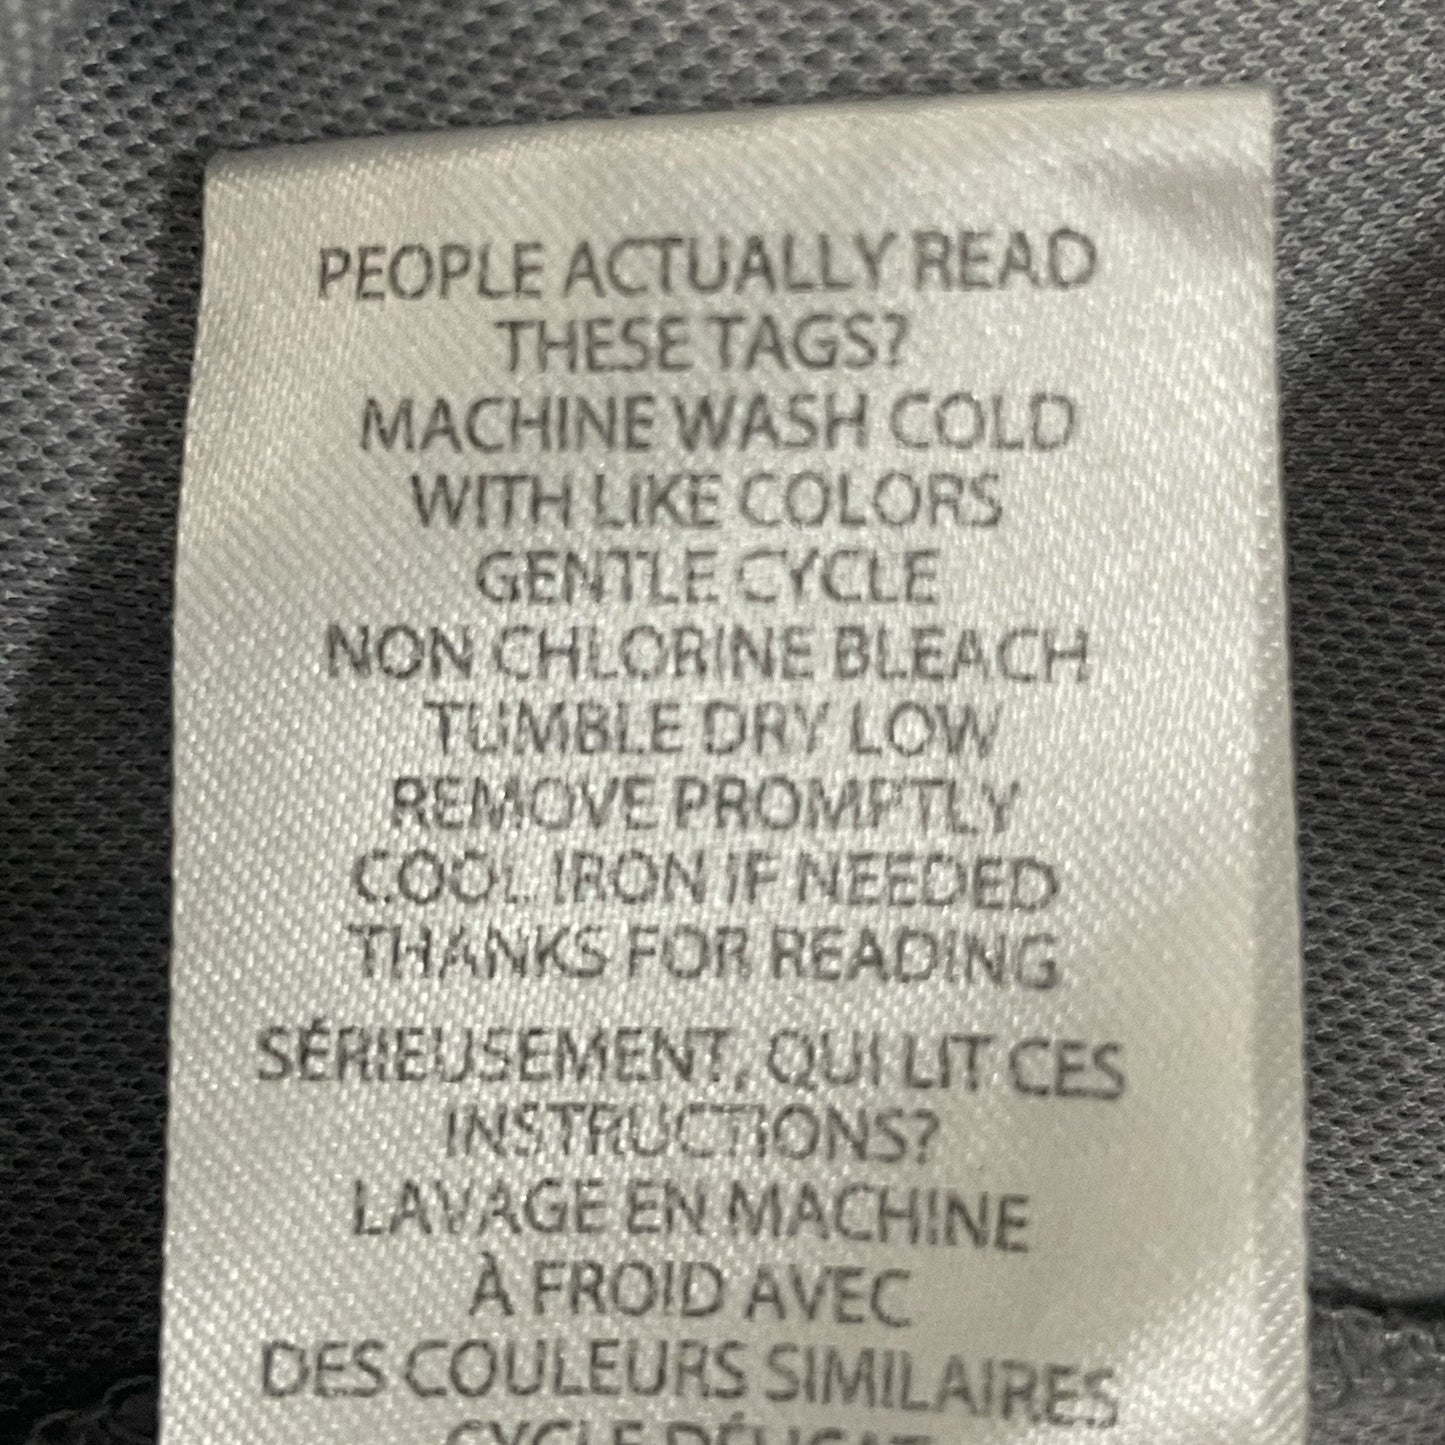 PEOPLE ACTUALLY READ
THESE TAGS?
MACHINE WASH COLD
WITH LIKE COLORS
GENTLE CYCLE
NON CHLORINE BLEACH
TUMBLE DRY LOW
REMOVE PROMPTLY
COOL IRON IF NEEDED
THANKS FOR READING
SÉRIEUSEMENT, QUI LIT CES
INSTRUCTIONS?
LAVAGE EN MACHINE
À FROID AVEC
DES COULEURS SIMILAIRES
CYCLE DÉLICAT